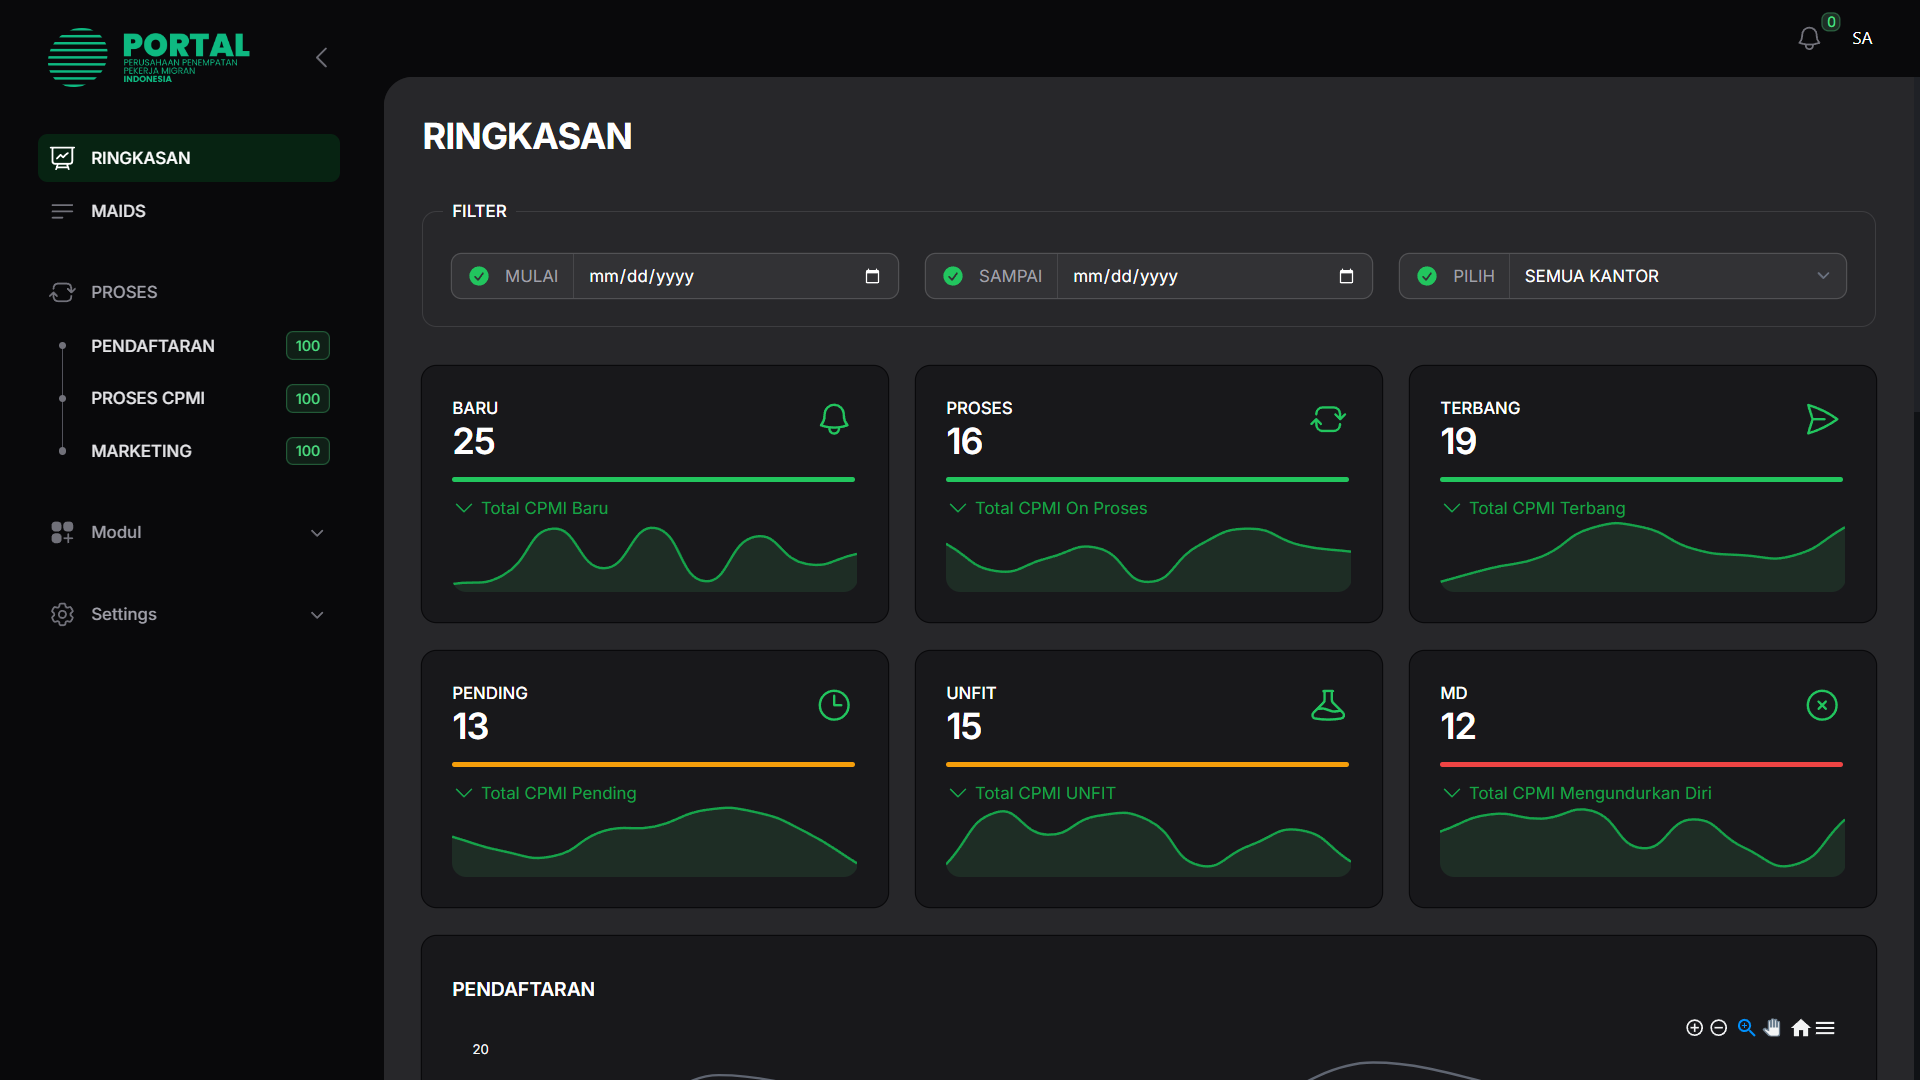 PORTAL
PERUSAHAAN PENEMPATAN
PEKERJA MIGRAN
INDONESIA
0
SA
RINGKASAN
MAIDS
PROSES
PENDAFTARAN 100
PROSES CPMI 100
MARKETING 100
Modul
Settings
RINGKASAN
FILTER
MULAI mm/dd/yyyy
SAMPAI mm/dd/yyyy
PILIH SEMUA KANTOR
BARU
25
Total CPMI Baru
PROSES
16
Total CPMI On Proses
TERBANG
19
Total CPMI Terbang
PENDING
13
Total CPMI Pending
UNFIT
15
Total CPMI UNFIT
MD
12
Total CPMI Mengundurkan Diri
PENDAFTARAN
20